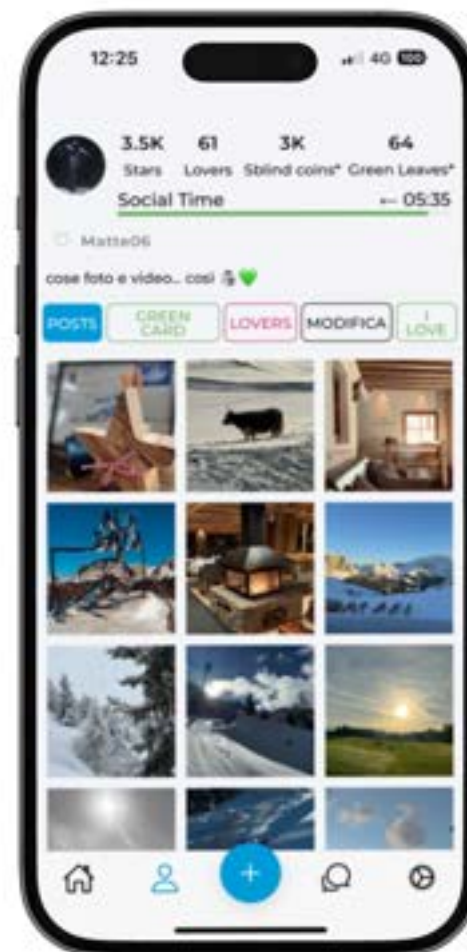 12:25 4G 100
3.5K 61 3K 64
Stars Lovers Sblind coins* Green Leaves*
Social Time ← 05:35
Matte06
cose foto e video... così
POSTS GREEN CARD LOVERS MODIFICA I LOVE